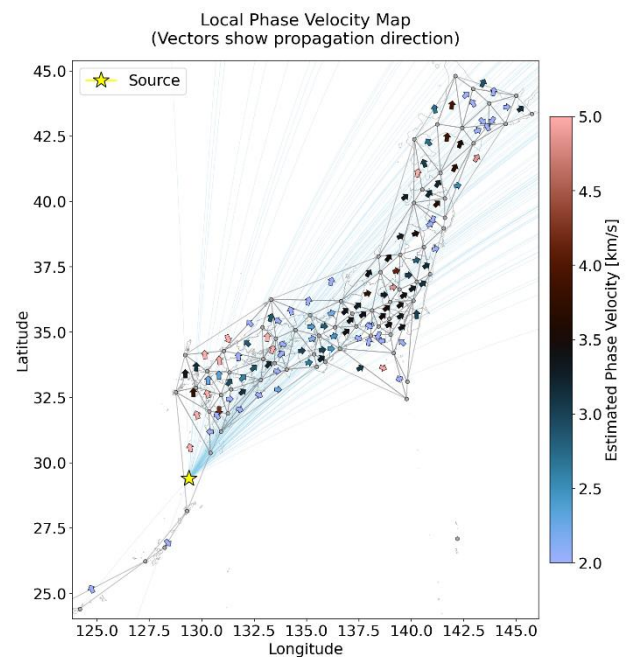 Local Phase Velocity Map
(Vectors show propagation direction)
Source
45.0
42.5
40.0
37.5
35.0
32.5
30.0
27.5
25.0
Latitude
125.0 127.5 130.0 132.5 135.0 137.5 140.0 142.5 145.0
Longitude
5.0
4.5
4.0
3.5
3.0
2.5
2.0
Estimated Phase Velocity [km/s]